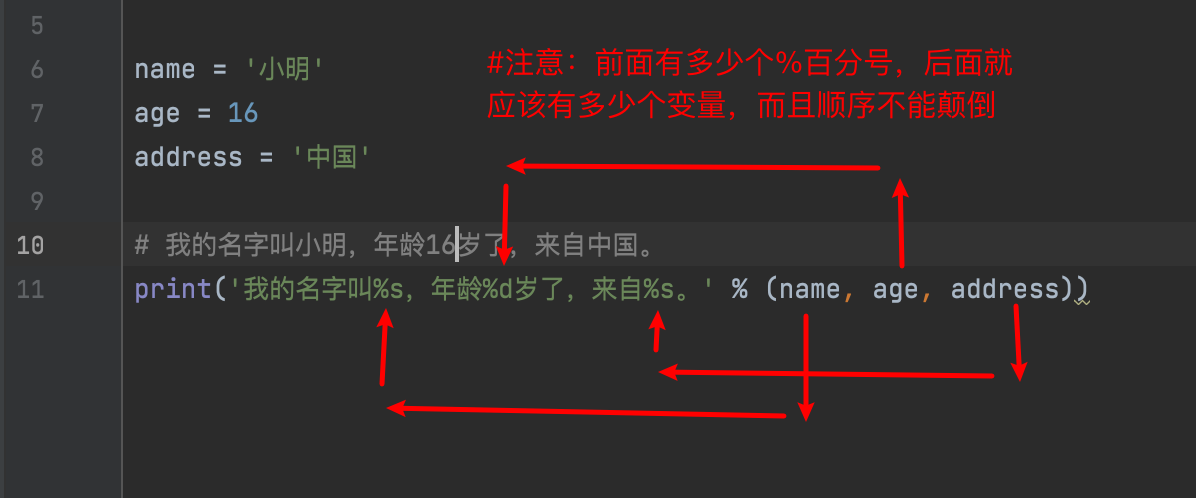 5
6 name = '小明'
#注意：前面有多少个%百分号，后面就
7 age = 16
应该有多少个变量，而且顺序不能颠倒
8 address = '中国'
9
10 # 我的名字叫小明，年龄16岁了，来自中国。
11 print('我的名字叫%s，年龄%d岁了，来自%s。' % (name, age, address))